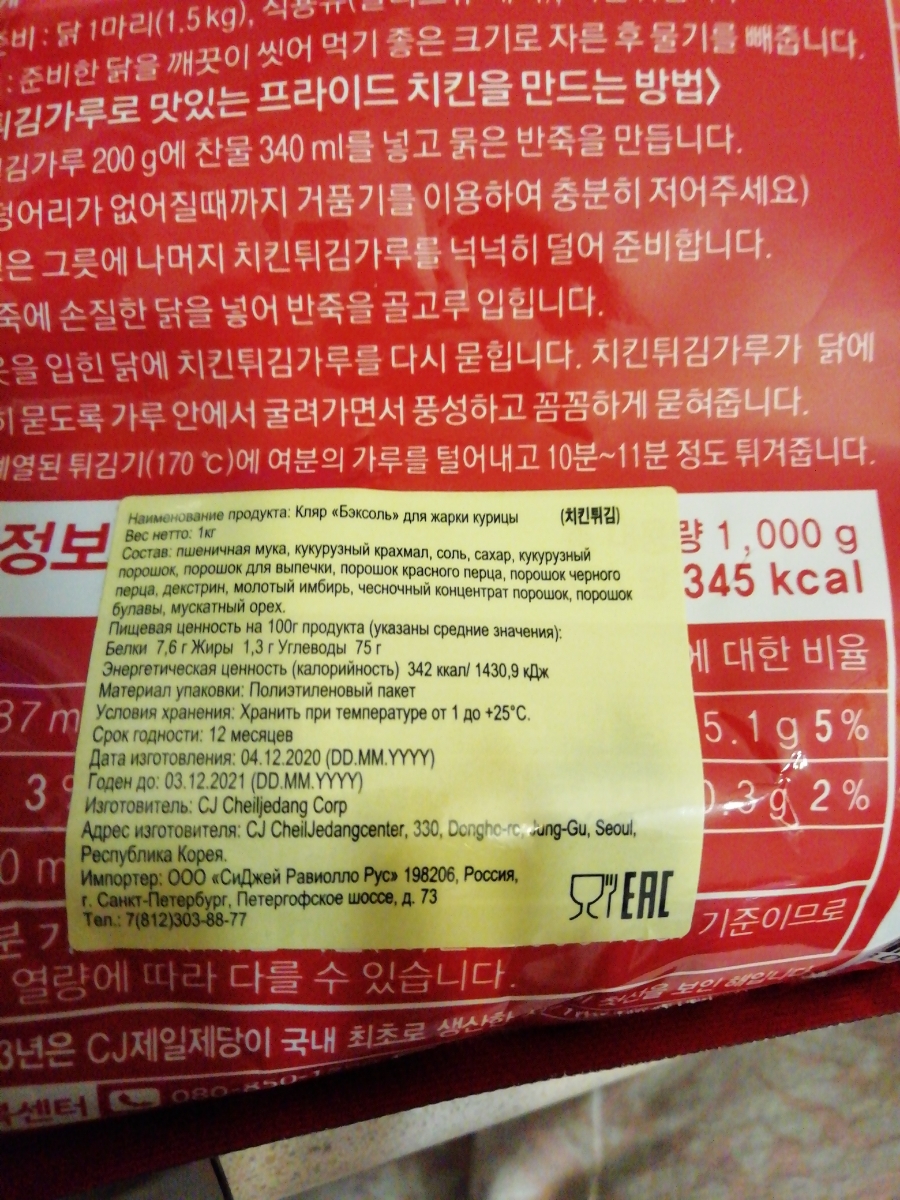 비 : 닭 1마리(1.5 kg),
: 준비한 닭을 깨끗이 씻어 먹기 좋은 크기로 자른 후 물기를 빼줍니다.
튀김가루로 맛있는 프라이드 치킨을 만드는 방법〉
김가루 200 g에 찬물 340 ml를 넣고 묽은 반죽을 만듭니다.
덩어리가 없어질때까지 거품기를 이용하여 충분히 저어주세요)
은 그릇에 나머지 치킨튀김가루를 넉넉히 덜어 준비합니다.
죽에 손질한 닭을 넣어 반죽을 골고루 입힙니다.
옷을 입힌 닭에 치킨튀김가루를 다시 묻힙니다. 치킨튀김가루가 닭에
히 묻도록 가루 안에서 굴려가면서 풍성하고 꼼꼼하게 묻혀줍니다.
예열된 튀김기(170 ℃)에 여분의 가루를 털어내고 10분~11분 정도 튀겨줍니다.
정보
량 1,000 g
345 kcal
에 대한 비율
37 m
5.1 g 5 %
3
.3 g 2 %
0 m
기준이므로
Наименование продукта: Кляр «Бэксоль» для жарки курицы (치킨튀김)
Вес нетто: 1кг
Состав: пшеничная мука, кукурузный крахмал, соль, сахар, кукурузный
порошок, порошок для выпечки, порошок красного перца, порошок черного
перца, декстрин, молотый имбирь, чесночный концентрат порошок, порошок
булавы, мускатный орех.
Пищевая ценность на 100г продукта (указаны средние значения):
Белки 7,6 г Жиры 1,3 г Углеводы 75 г
Энергетическая ценность (калорийность) 342 ккал/ 1430,9 кДж
Материал упаковки: Полиэтиленовый пакет
Условия хранения: Хранить при температуре от 1 до +25°С.
Срок годности: 12 месяцев
Дата изготовления: 04.12.2020 (DD.MM.YYYY)
Годен до: 03.12.2021 (DD.MM.YYYY)
Изготовитель: CJ Cheiljedang Corp
Адрес изготовителя: CJ CheilJedangcenter, 330, Dongho-ro, Jung-Gu, Seoul,
Республика Корея.
Импортер: ООО «СиДжей Равиолло Рус» 198206, Россия,
г. Санкт-Петербург, Петергофское шоссе, д. 73
Тел.: 7(812)303-88-77
EAC
열량에 따라 다를 수 있습니다.
3년은 CJ제일제당이 국내 최초로 생산한
센터